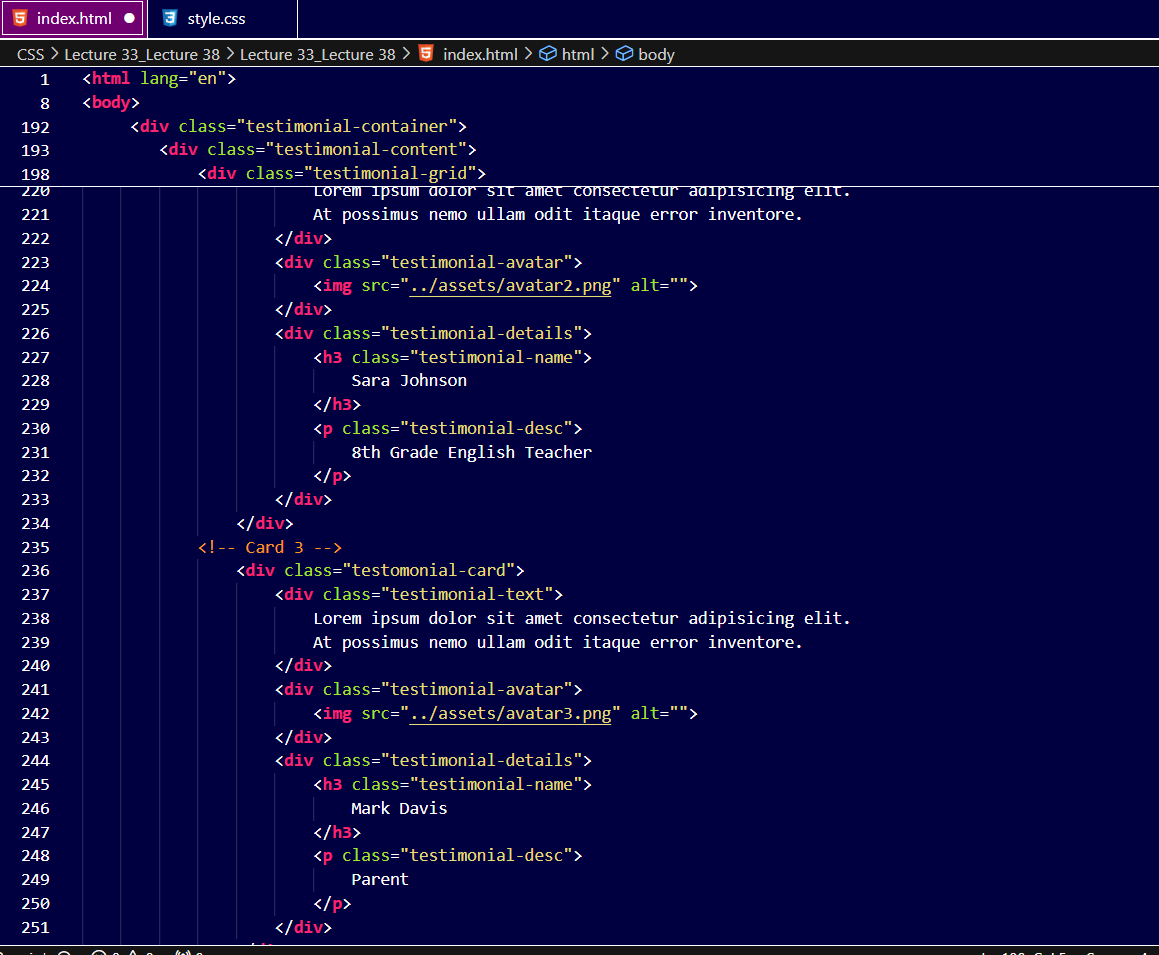 index.html
style.css
CSS > Lecture 33_Lecture 38 > Lecture 33_Lecture 38 > index.html > html > body
1 <html lang="en">
8 <body>
192 <div class="testimonial-container">
193 <div class="testimonial-content">
198 <div class="testimonial-grid">
220 Lorem ipsum dolor sit amet consectetur adipisicing elit.
221 At possimus nemo ullam odit itaque error inventore.
222 </div>
223 <div class="testimonial-avatar">
224 <img src="../assets/avatar2.png" alt="">
225 </div>
226 <div class="testimonial-details">
227 <h3 class="testimonial-name">
228 Sara Johnson
229 </h3>
230 <p class="testimonial-desc">
231 8th Grade English Teacher
232 </p>
233 </div>
234 </div>
235 <!-- Card 3 -->
236 <div class="testomonial-card">
237 <div class="testimonial-text">
238 Lorem ipsum dolor sit amet consectetur adipisicing elit.
239 At possimus nemo ullam odit itaque error inventore.
240 </div>
241 <div class="testimonial-avatar">
242 <img src="../assets/avatar3.png" alt="">
243 </div>
244 <div class="testimonial-details">
245 <h3 class="testimonial-name">
246 Mark Davis
247 </h3>
248 <p class="testimonial-desc">
249 Parent
250 </p>
251 </div>